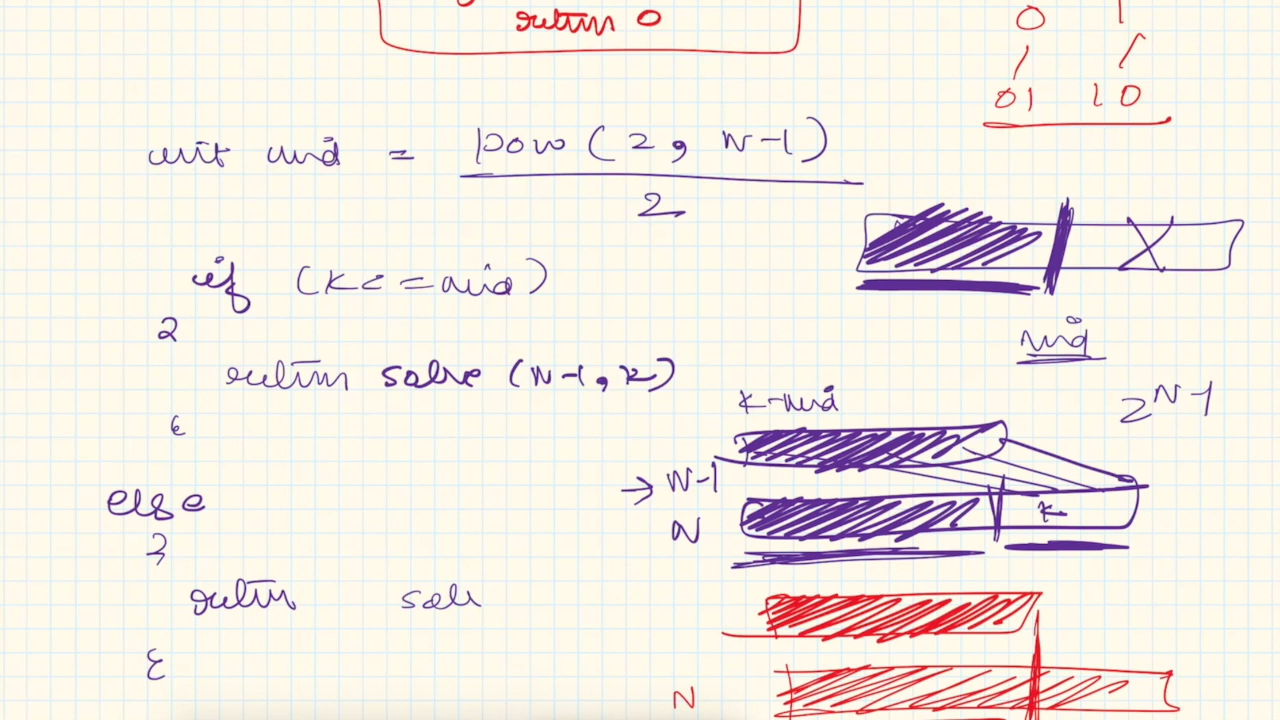 return 0
0 1
01 10
int mid = pow(2, N-1)
2
if (K<=mid)
{
return solve (N-1, K)
}
mid
K-mid
2^N-1
→ N-1
N
K
else
{
return sol
}
N